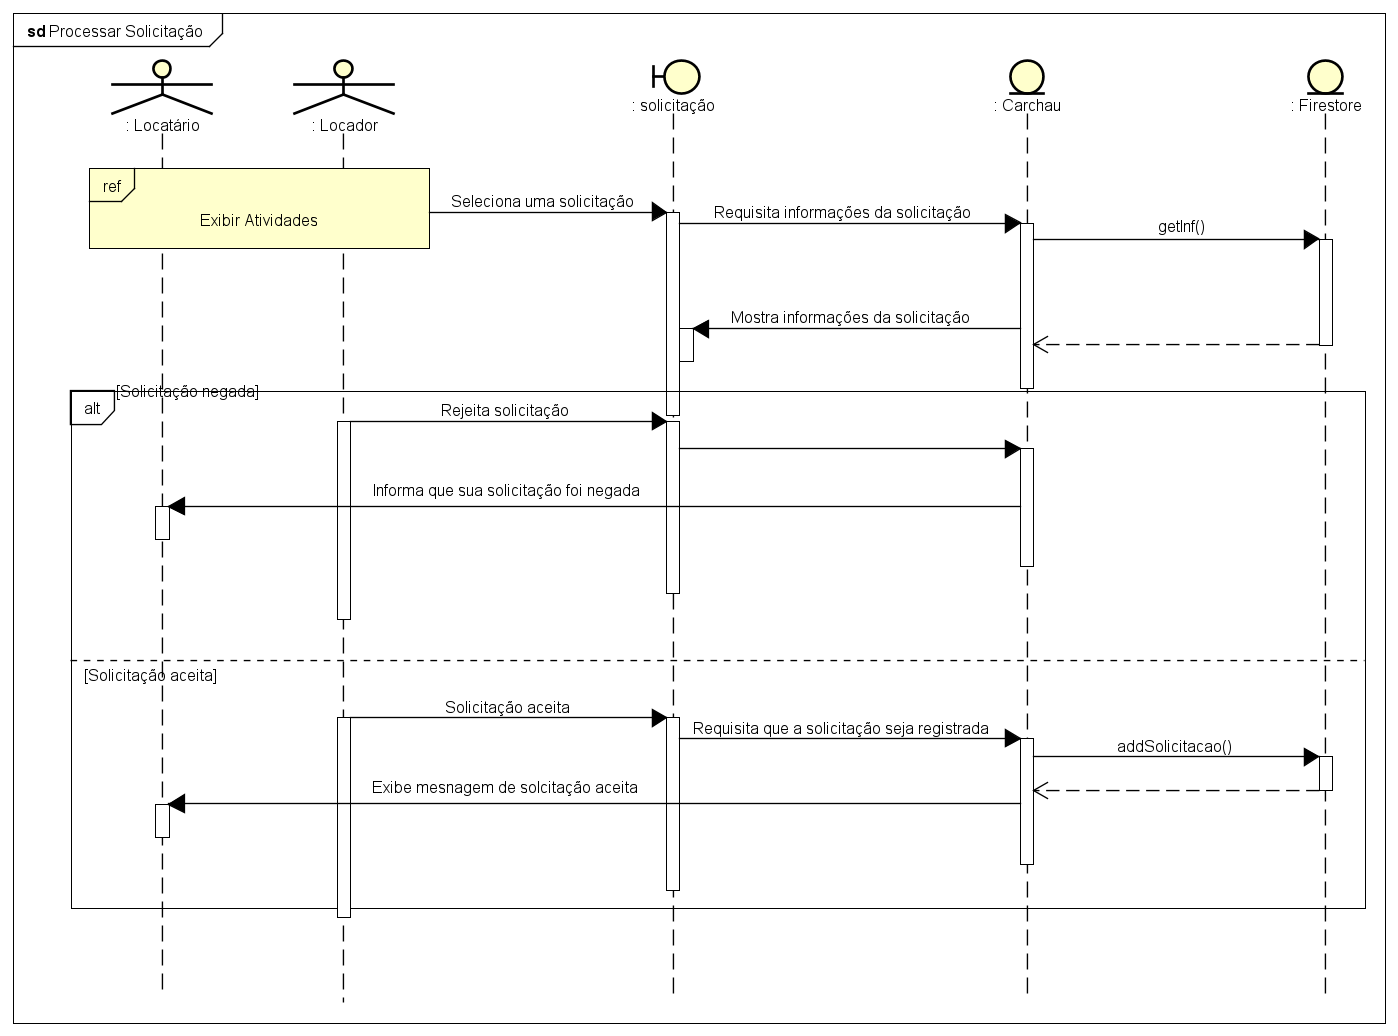 sd Processar Solicitação
: Locatário
: Locador
: solicitação
: Carchau
: Firestore
ref
Exibir Atividades
Seleciona uma solicitação
Requisita informações da solicitação
getInf()
Mostra informações da solicitação
alt
[Solicitação negada]
Rejeita solicitação
Informa que sua solicitação foi negada
[Solicitação aceita]
Solicitação aceita
Requisita que a solicitação seja registrada
addSolicitacao()
Exibe mesnagem de solcitação aceita